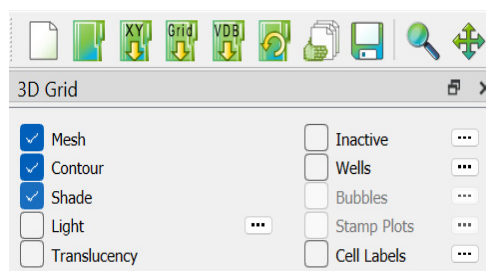 XY Grid VDB
3D Grid
Mesh Inactive
Contour Wells
Shade Bubbles
Light Stamp Plots
Translucency Cell Labels